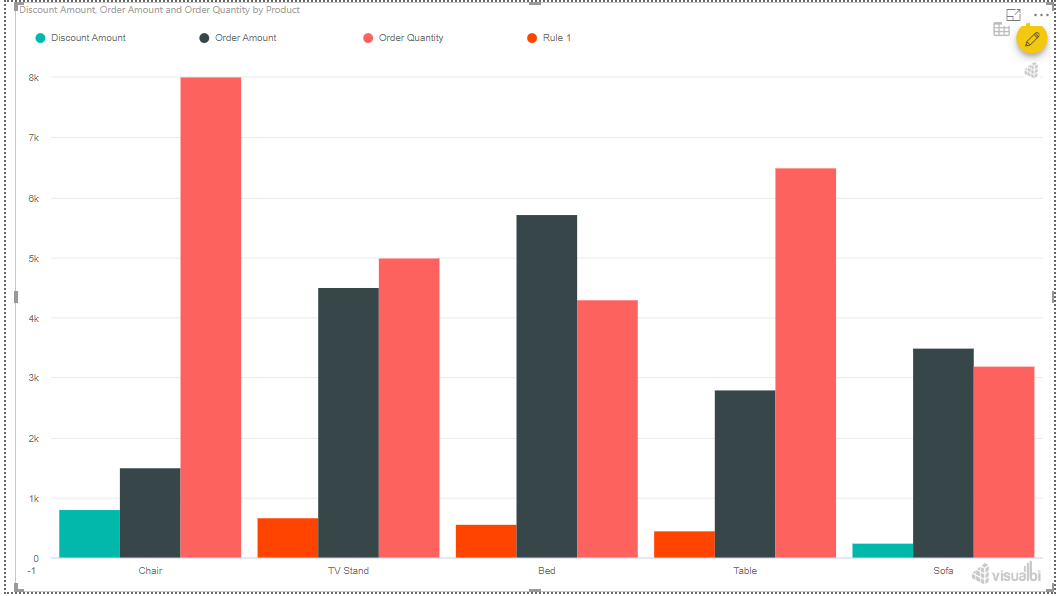 Discount Amount, Order Amount and Order Quantity by Product
Discount Amount Order Amount Order Quantity Rule 1
8k
7k
6k
5k
4k
3k
2k
1k
0
-1 Chair TV Stand Bed Table Sofa
visualbi